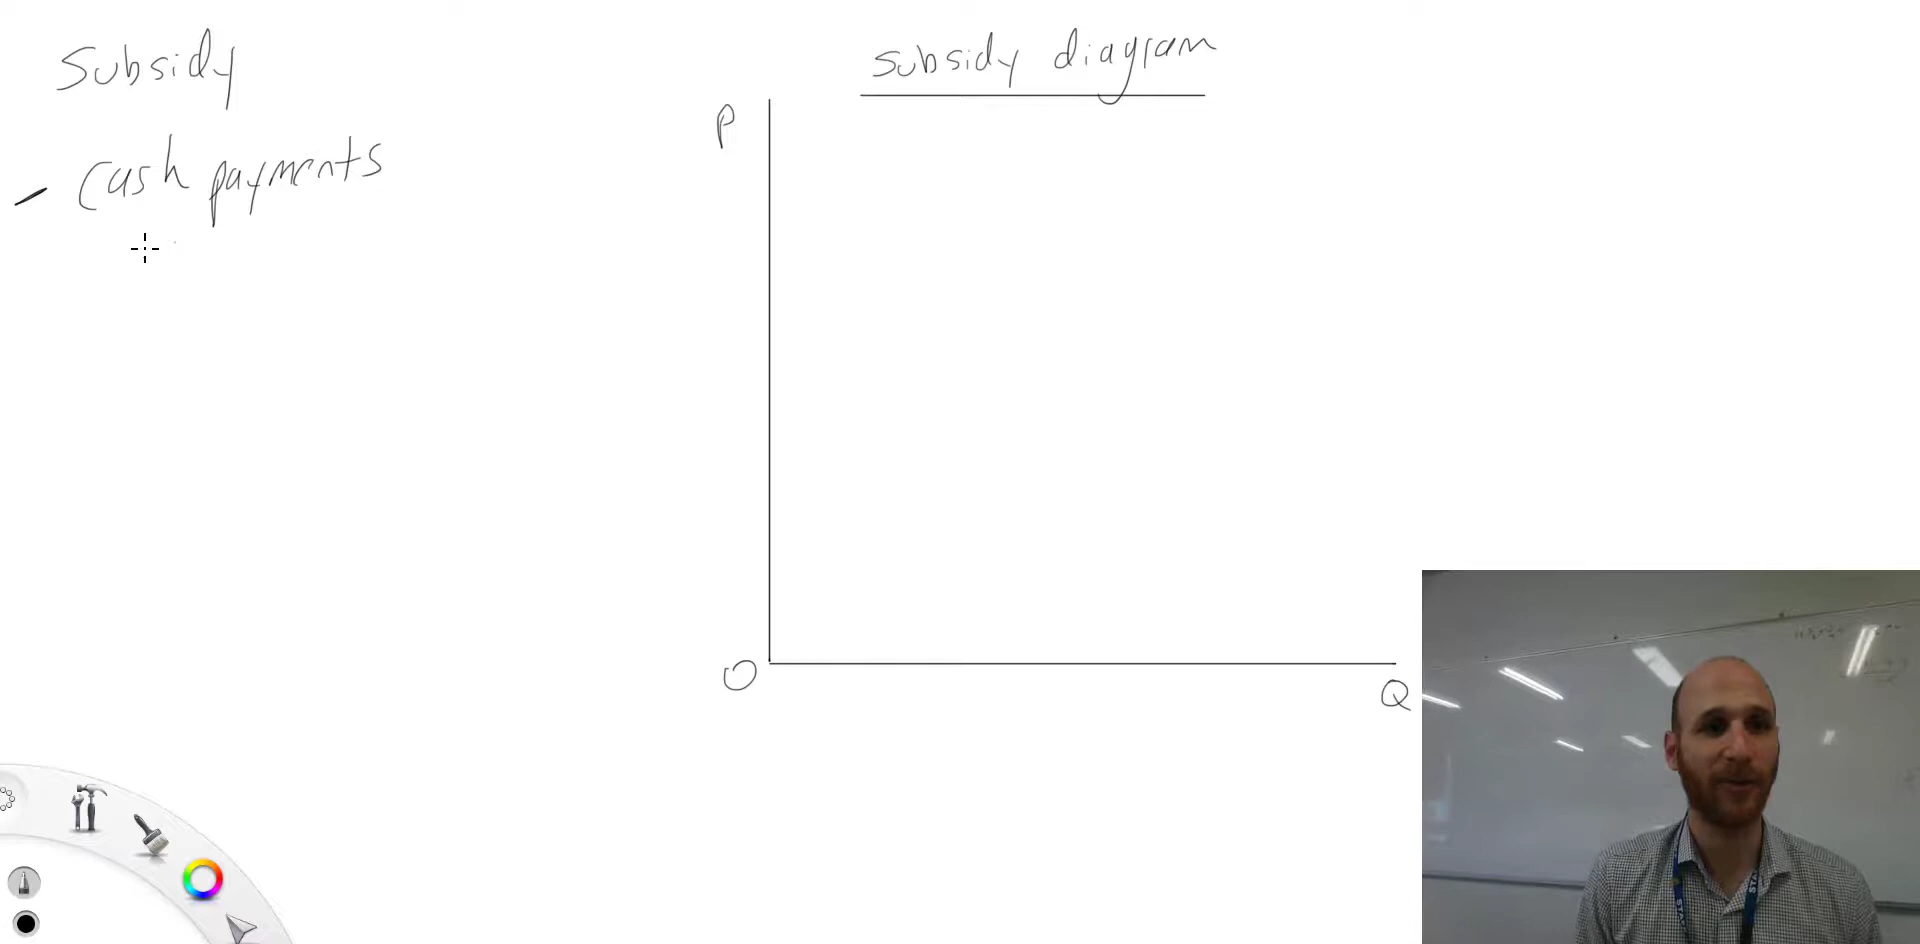 Subsidy
- Cash payments
subsidy diagram
P
O
Q